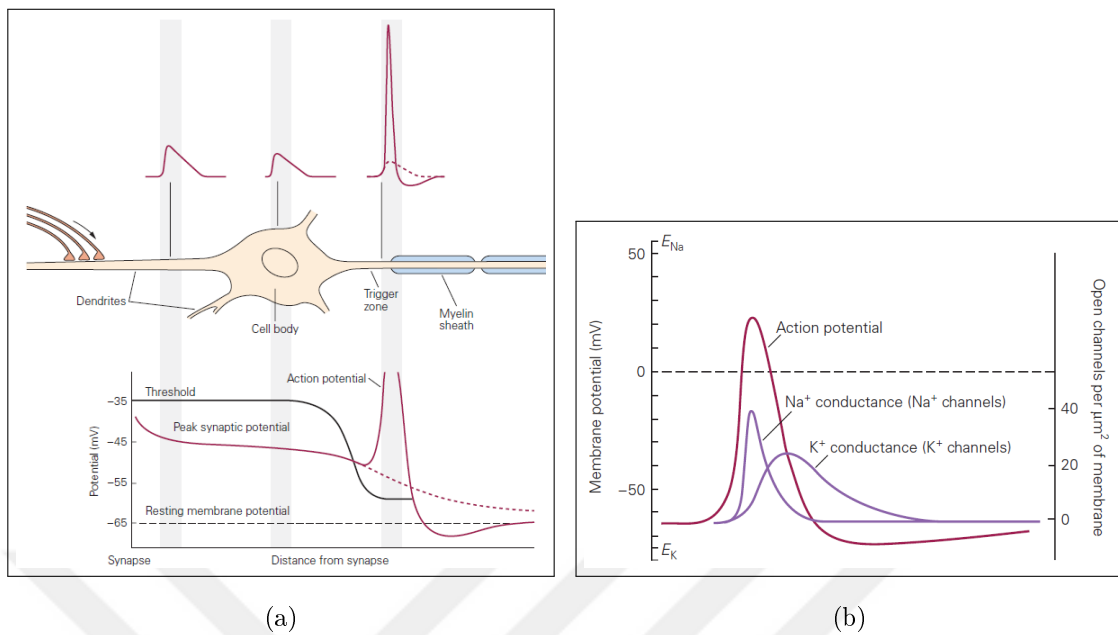 Dendrites
Cell body
Trigger
zone
Myelin
sheath
Potential (mV)
−35
−45
−55
−65
Threshold
Action potential
Peak synaptic potential
Resting membrane potential
Synapse
Distance from synapse
(a)
Membrane potential (mV)
50
0
−50
E_Na
E_K
Action potential
Na⁺ conductance (Na⁺ channels)
K⁺ conductance (K⁺ channels)
40
20
0
Open channels per μm² of membrane
(b)